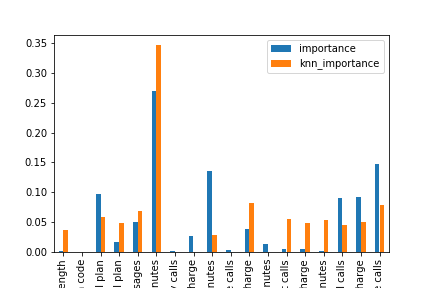 0.35
0.30
0.25
0.20
0.15
0.10
0.05
0.00
importance
knn_importance
ength
code
plan
plan
sages
nutes
calls
harge
nutes
calls
harge
nutes
calls
harge
nutes
calls
harge
calls